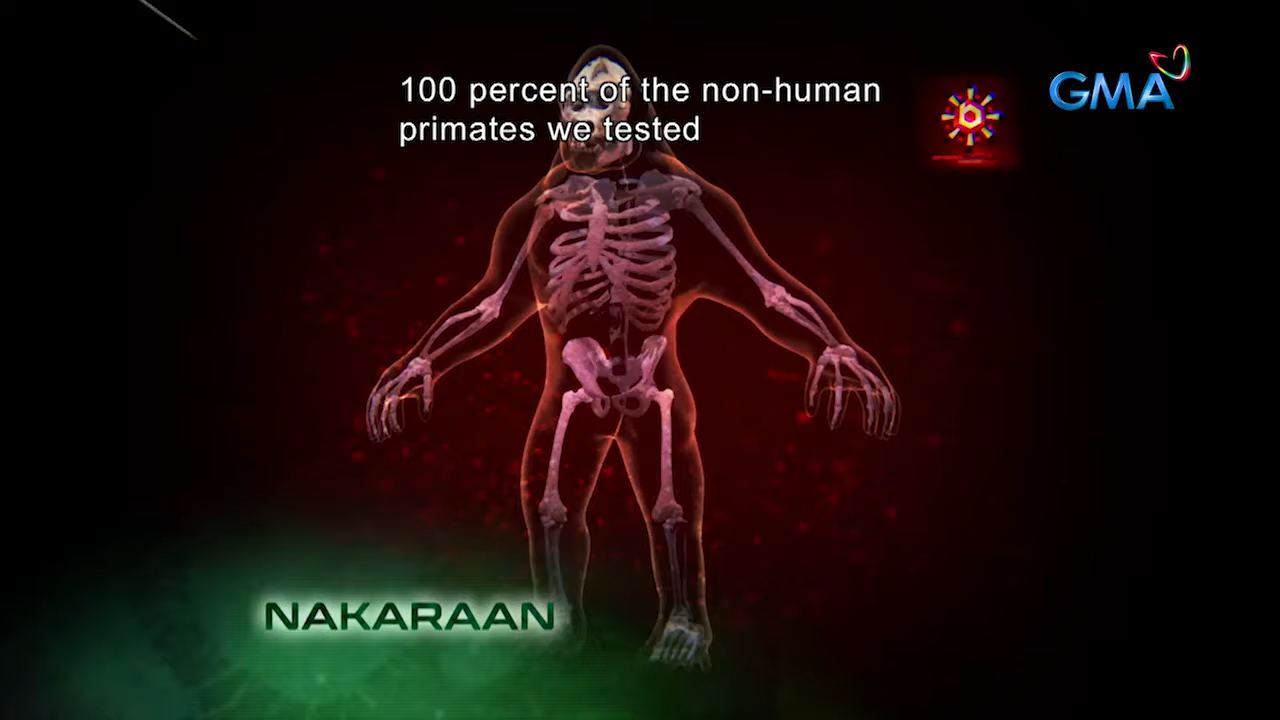 100 percent of the non-human
primates we tested
GMA
b
NAKARAAN